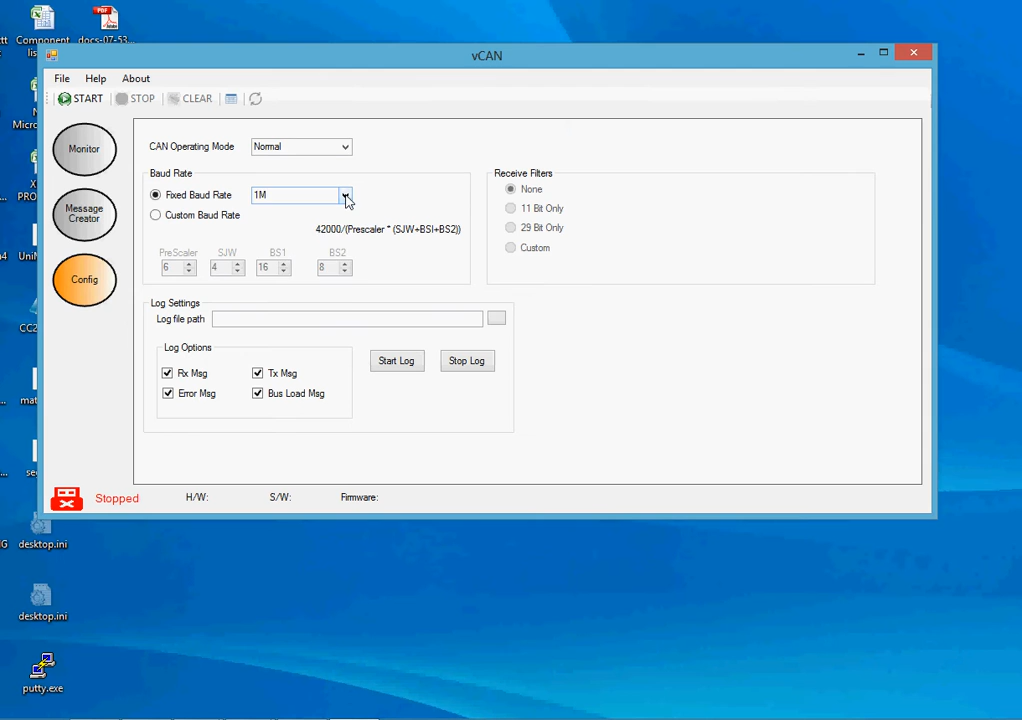 Component
docs-07-53...
vCAN
File Help About
START STOP CLEAR
Monitor
Message
Creator
Config
CAN Operating Mode Normal
Baud Rate
Fixed Baud Rate 1M
Custom Baud Rate
42000/(Prescaler * (SJW+BSI+BS2))
PreScaler SJW BS1 BS2
6 4 16 8
Receive Filters
None
11 Bit Only
29 Bit Only
Custom
Log Settings
Log file path
Log Options
Rx Msg Tx Msg
Error Msg Bus Load Msg
Start Log Stop Log
Stopped H/W: S/W: Firmware:
desktop.ini
desktop.ini
putty.exe